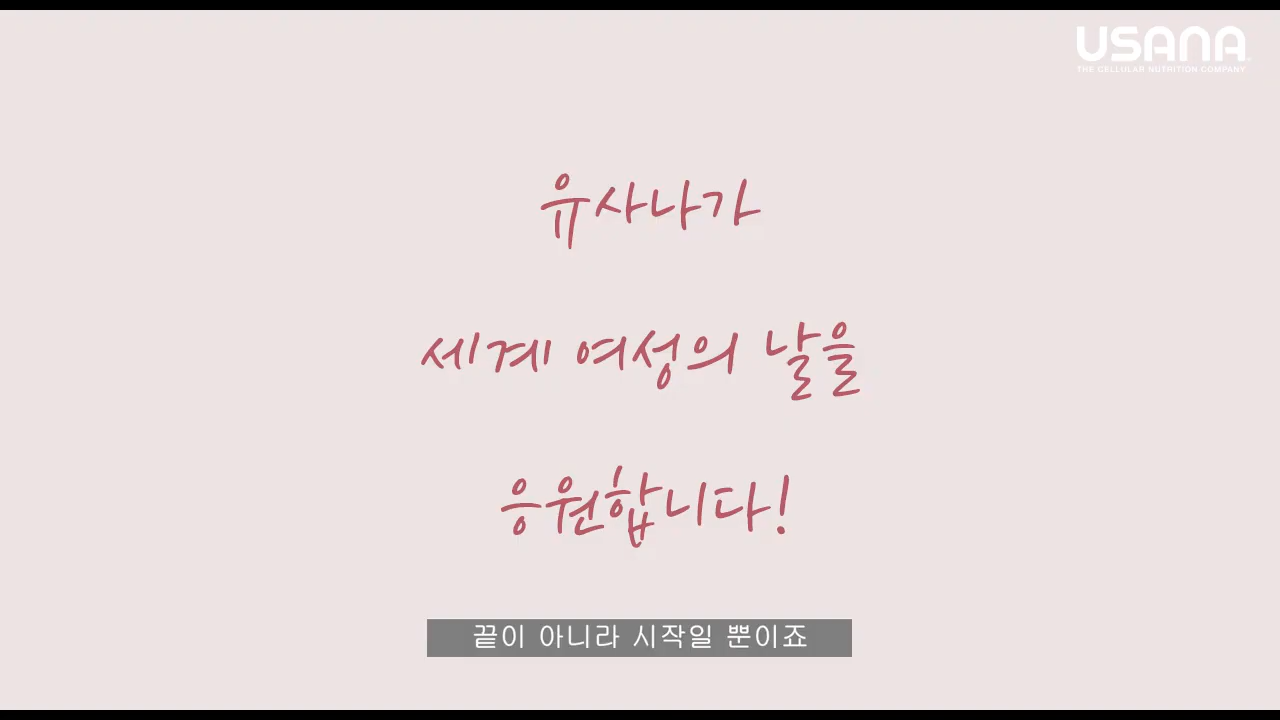 USANA
THE CELLULAR NUTRITION COMPANY
유사나가
세계 여성의 날을
응원합니다!
끝이 아니라 시작일 뿐이죠